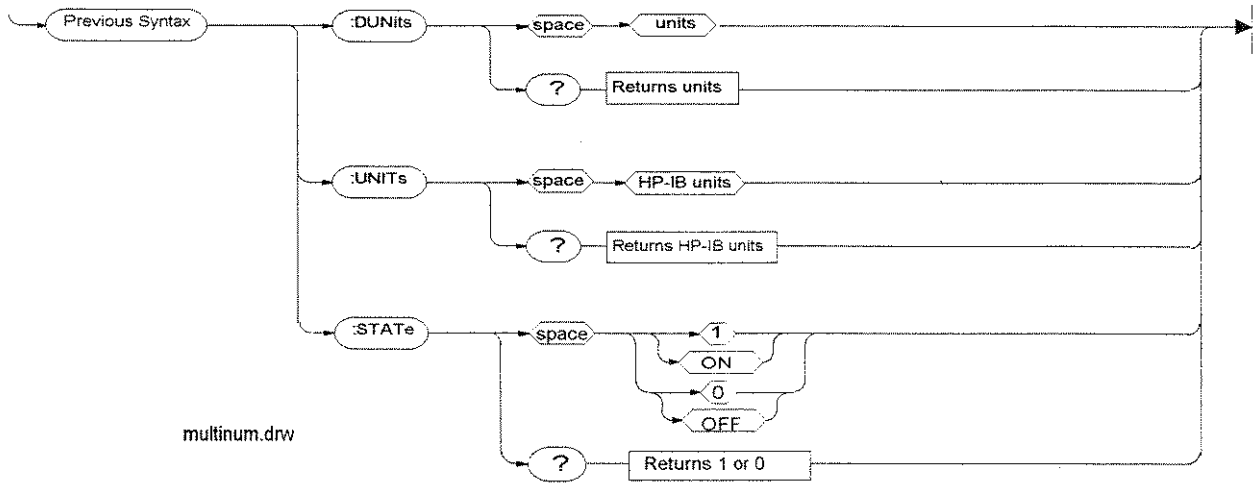 Previous Syntax
:DUNits
space
units
?
Returns units
:UNITs
space
HP-IB units
?
Returns HP-IB units
:STATe
space
1
ON
0
OFF
multinum.drw
?
Returns 1 or 0